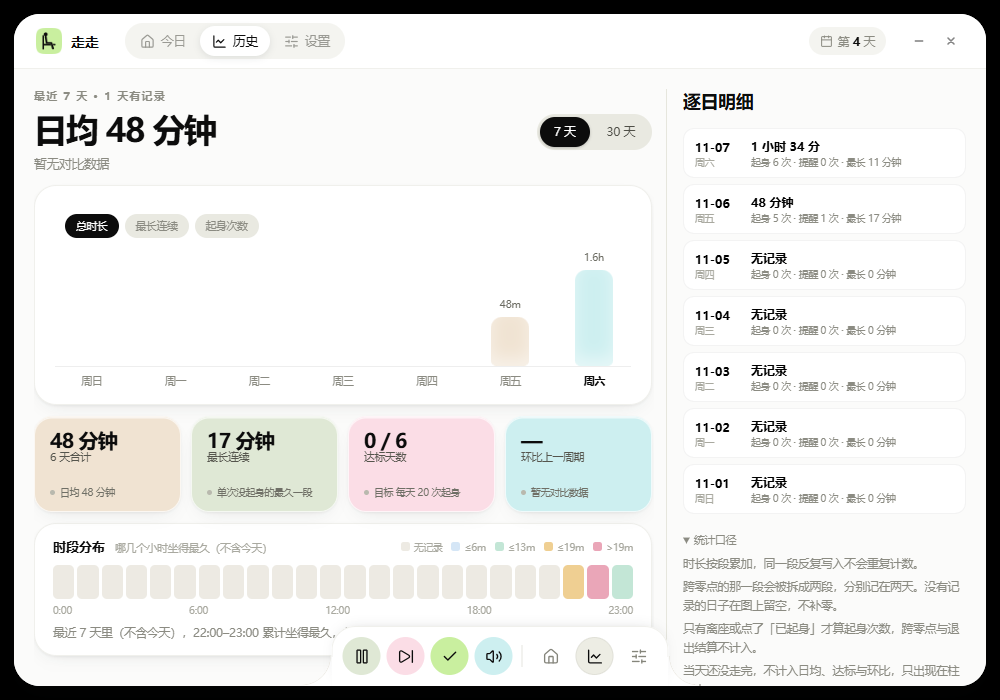 走走
今日
历史
设置
第 4 天
最近 7 天 • 1 天有记录
日均 48 分钟
暂无对比数据
7 天
30 天
总时长
最长连续
起身次数
48m
1.6h
周日
周一
周二
周三
周四
周五
周六
48 分钟
6 天合计
日均 48 分钟
17 分钟
最长连续
单次没起身的最久一段
0 / 6
达标天数
目标 每天 20 次起身
—
环比上一周期
暂无对比数据
时段分布 哪几个小时坐得最久（不含今天）
无记录 ≤6m ≤13m ≤19m >19m
0:00 6:00 12:00 18:00 23:00
最近 7 天里（不含今天），22:00–23:00 累计坐得最久，
逐日明细
11-07 1 小时 34 分
周六 起身 6 次 · 提醒 0 次 · 最长 11 分钟
11-06 48 分钟
周五 起身 5 次 · 提醒 1 次 · 最长 17 分钟
11-05 无记录
周四 起身 0 次 · 提醒 0 次 · 最长 0 分钟
11-04 无记录
周三 起身 0 次 · 提醒 0 次 · 最长 0 分钟
11-03 无记录
周二 起身 0 次 · 提醒 0 次 · 最长 0 分钟
11-02 无记录
周一 起身 0 次 · 提醒 0 次 · 最长 0 分钟
11-01 无记录
周日 起身 0 次 · 提醒 0 次 · 最长 0 分钟
▼ 统计口径
时长按段累加，同一段反复写入不会重复计数。
跨零点的那一段会被拆成两段，分别记在两天。没有记
录的日子在图上留空，不补零。
只有离座或点了「已起身」才算起身次数，跨零点与退
出结算不计入。
当天还没走完，不计入日均、达标与环比，只出现在柱